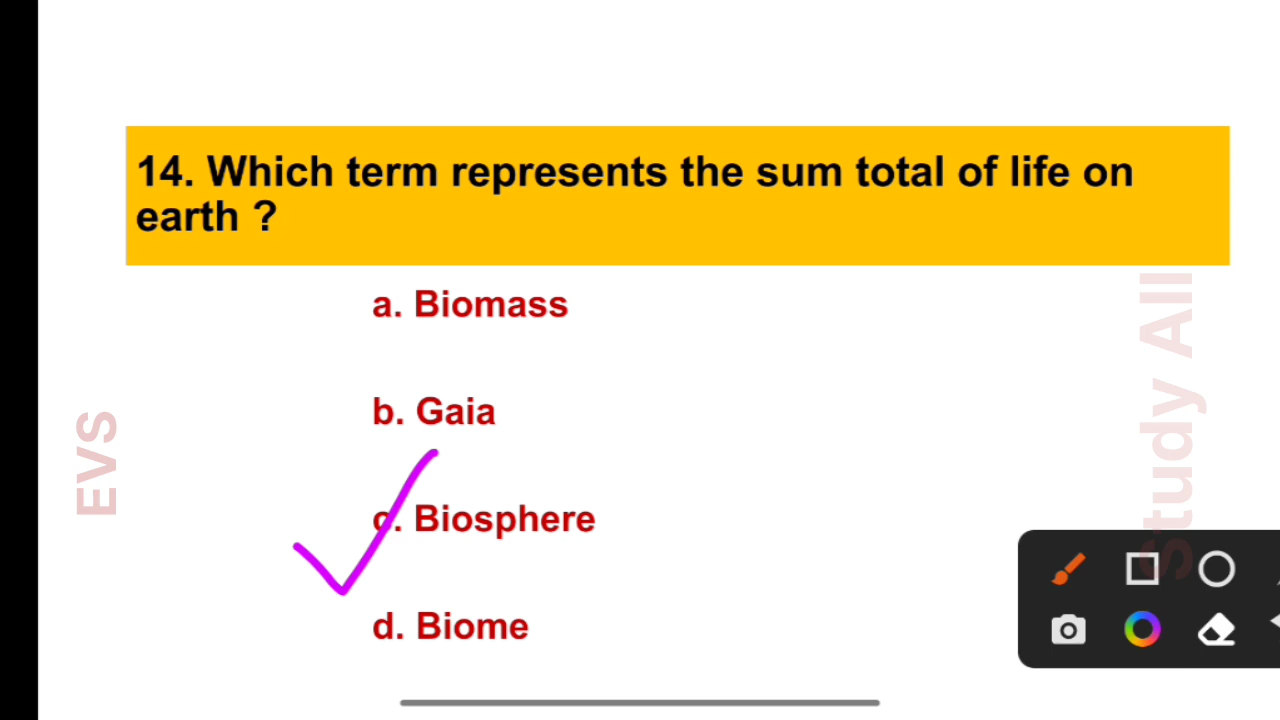 14. Which term represents the sum total of life on
earth ?
a. Biomass
b. Gaia
c. Biosphere
d. Biome
EVS
Study All